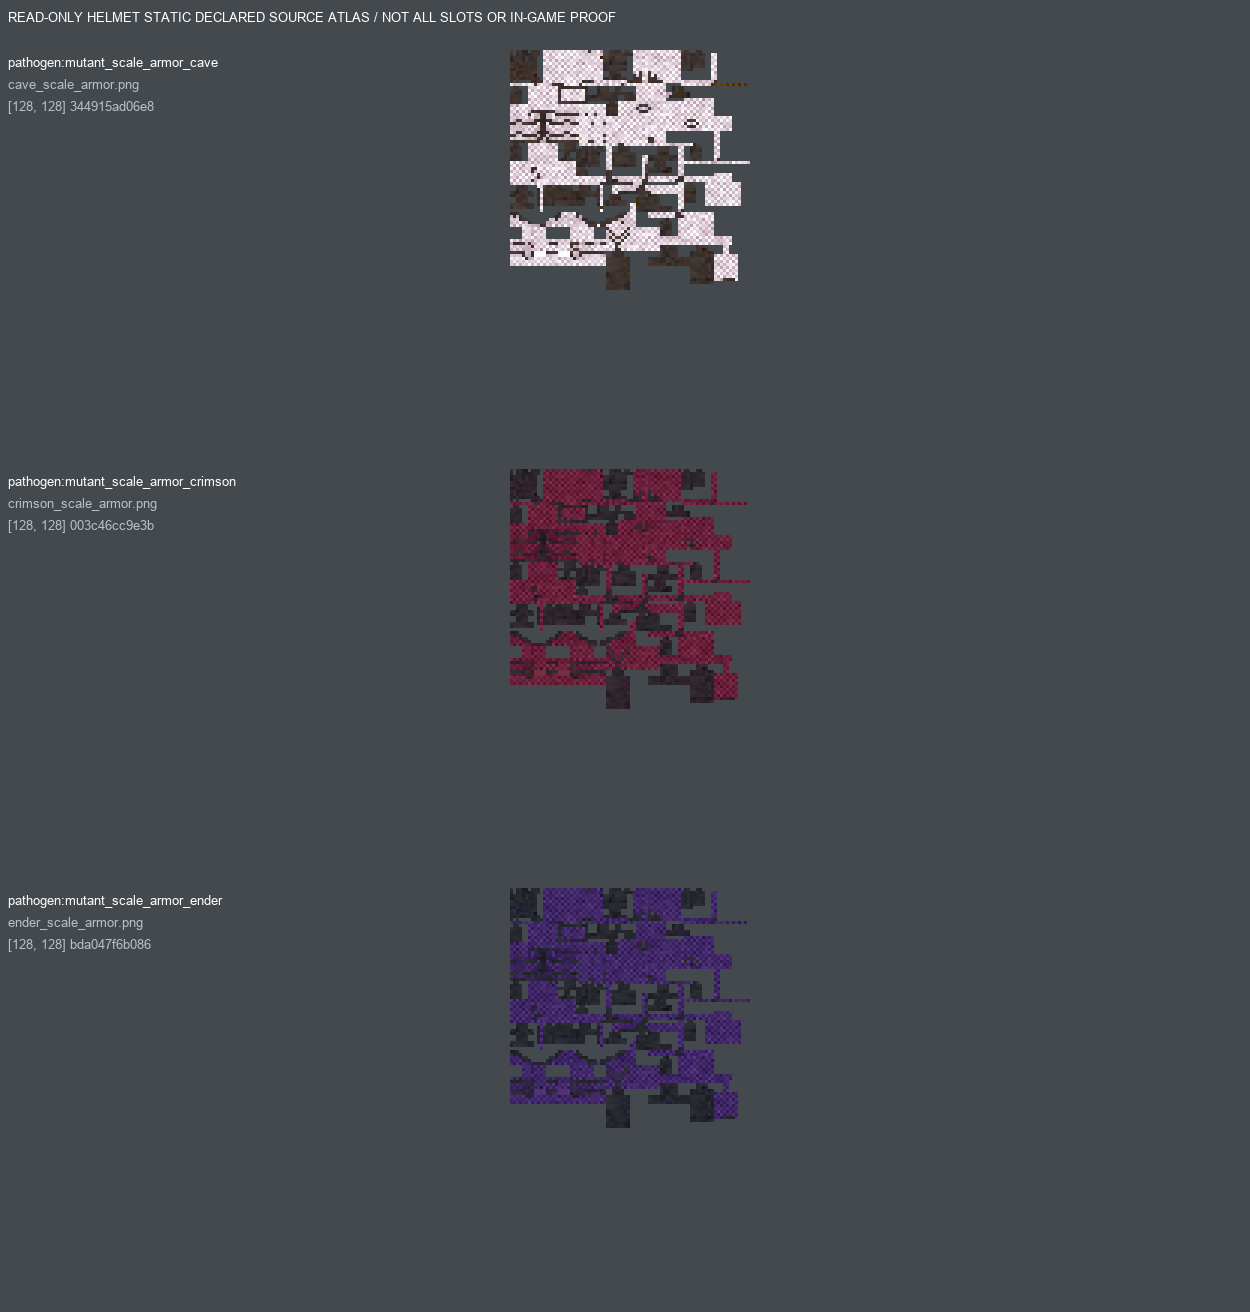 READ-ONLY HELMET STATIC DECLARED SOURCE ATLAS / NOT ALL SLOTS OR IN-GAME PROOF
pathogen:mutant_scale_armor_cave
cave_scale_armor.png
[128, 128] 344915ad06e8
pathogen:mutant_scale_armor_crimson
crimson_scale_armor.png
[128, 128] 003c46cc9e3b
pathogen:mutant_scale_armor_ender
ender_scale_armor.png
[128, 128] bda047f6b086